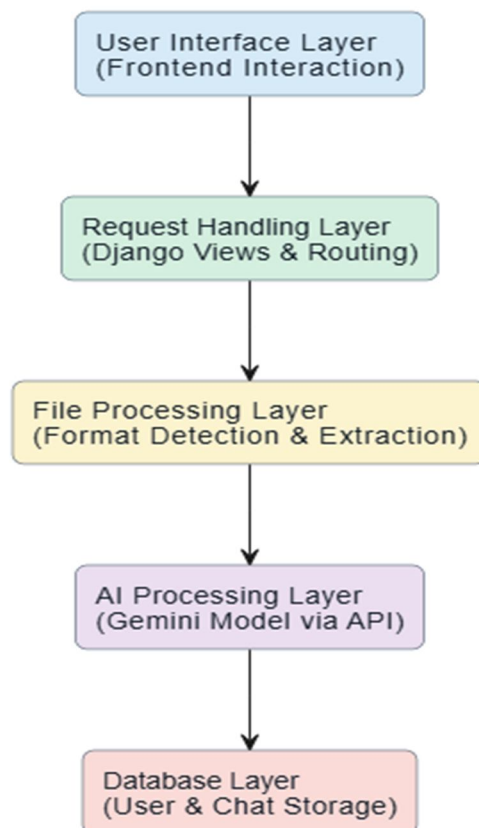 User Interface Layer
(Frontend Interaction)
Request Handling Layer
(Django Views & Routing)
File Processing Layer
(Format Detection & Extraction)
AI Processing Layer
(Gemini Model via API)
Database Layer
(User & Chat Storage)